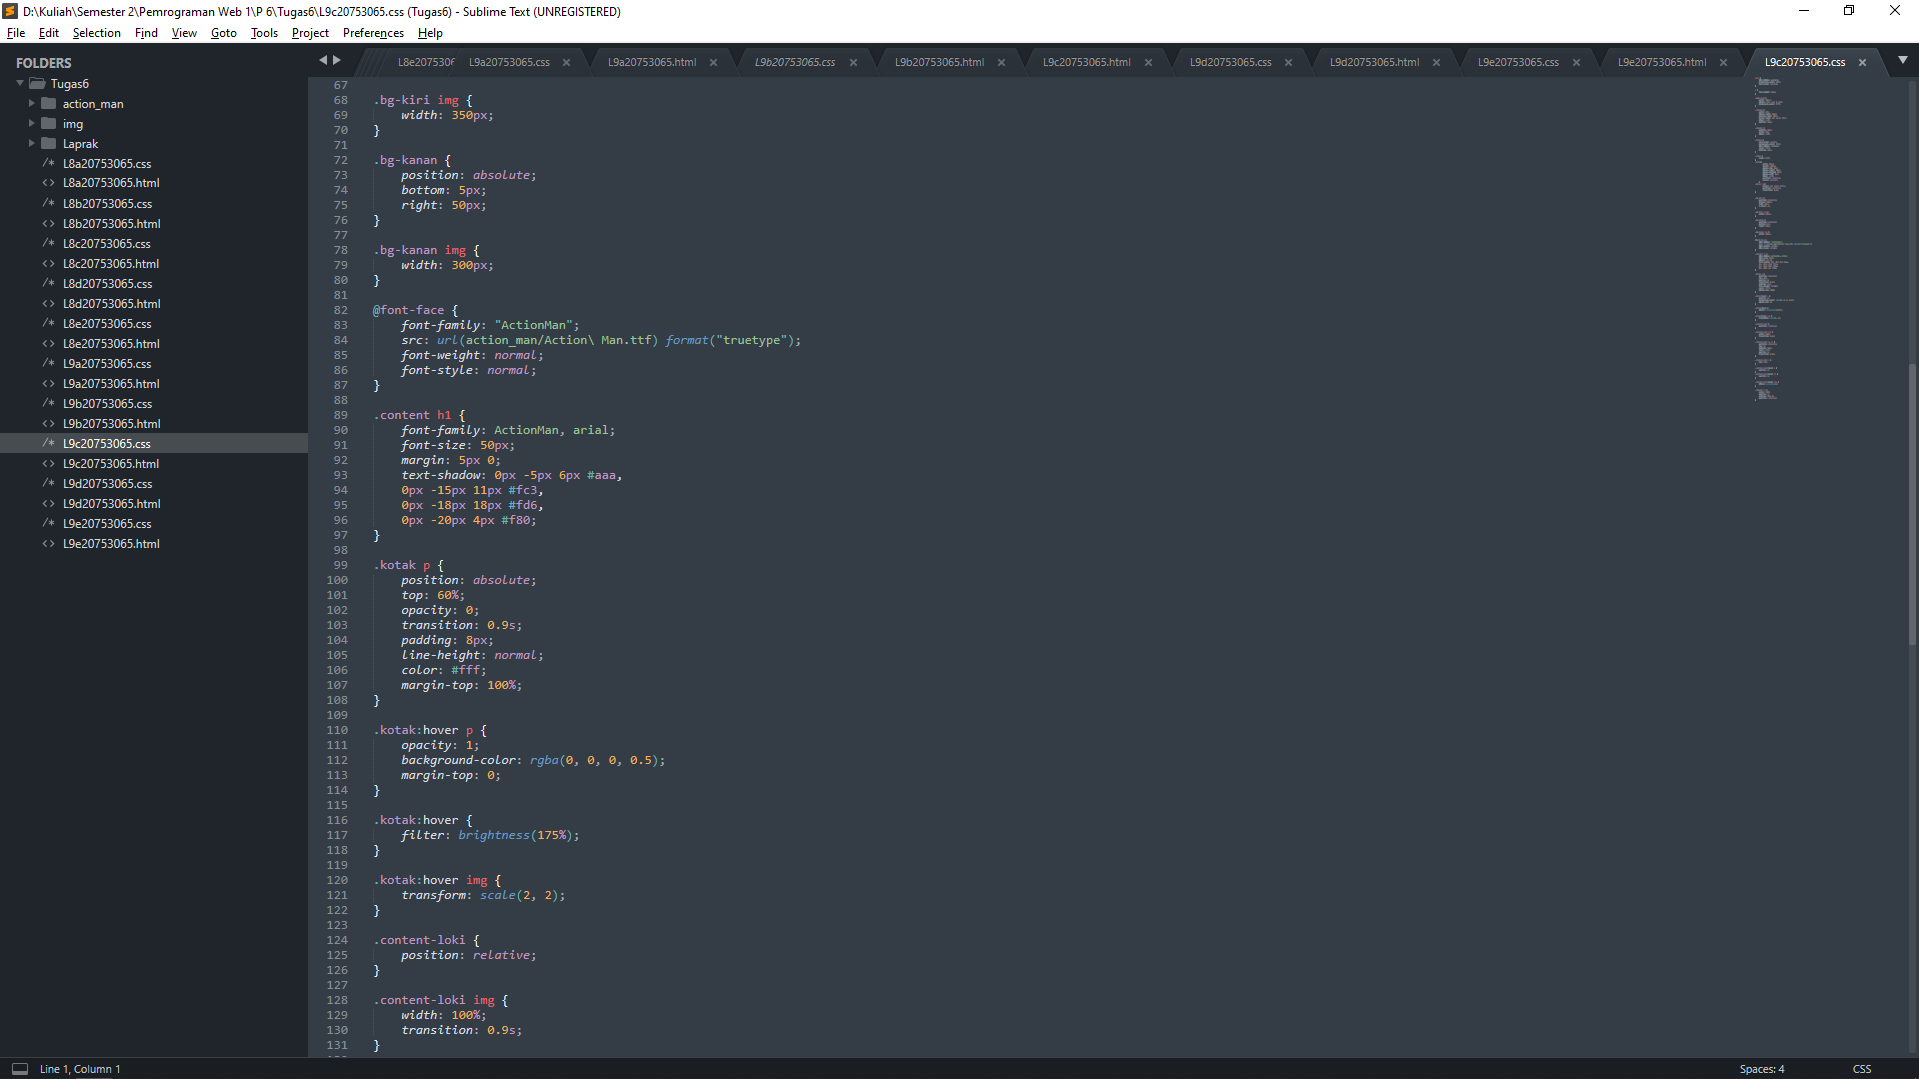 D:\Kuliah\Semester 2\Pemrograman Web 1\P 6\Tugas6\L9c20753065.css (Tugas6) - Sublime Text (UNREGISTERED)
File Edit Selection Find View Goto Tools Project Preferences Help
L8e2075306 L9a20753065.css L9a20753065.html L9b20753065.css L9b20753065.html L9c20753065.html L9d20753065.css L9d20753065.html L9e20753065.css L9e20753065.html L9c20753065.css
FOLDERS
Tugas6
action_man
img
Laprak
/* L8a20753065.css
<> L8a20753065.html
/* L8b20753065.css
<> L8b20753065.html
/* L8c20753065.css
<> L8c20753065.html
/* L8d20753065.css
<> L8d20753065.html
/* L8e20753065.css
<> L8e20753065.html
/* L9a20753065.css
<> L9a20753065.html
/* L9b20753065.css
<> L9b20753065.html
/* L9c20753065.css
<> L9c20753065.html
/* L9d20753065.css
<> L9d20753065.html
/* L9e20753065.css
<> L9e20753065.html
67
68 .bg-kiri img {
69 width: 350px;
70 }
71
72 .bg-kanan {
73 position: absolute;
74 bottom: 5px;
75 right: 50px;
76 }
77
78 .bg-kanan img {
79 width: 300px;
80 }
81
82 @font-face {
83 font-family: "ActionMan";
84 src: url(action_man/Action\ Man.ttf) format("truetype");
85 font-weight: normal;
86 font-style: normal;
87 }
88
89 .content h1 {
90 font-family: ActionMan, arial;
91 font-size: 50px;
92 margin: 5px 0;
93 text-shadow: 0px -5px 6px #aaa,
94 0px -15px 11px #fc3,
95 0px -18px 18px #fd6,
96 0px -20px 4px #f80;
97 }
98
99 .kotak p {
100 position: absolute;
101 top: 60%;
102 opacity: 0;
103 transition: 0.9s;
104 padding: 8px;
105 line-height: normal;
106 color: #fff;
107 margin-top: 100%;
108 }
109
110 .kotak:hover p {
111 opacity: 1;
112 background-color: rgba(0, 0, 0, 0.5);
113 margin-top: 0;
114 }
115
116 .kotak:hover {
117 filter: brightness(175%);
118 }
119
120 .kotak:hover img {
121 transform: scale(2, 2);
122 }
123
124 .content-loki {
125 position: relative;
126 }
127
128 .content-loki img {
129 width: 100%;
130 transition: 0.9s;
131 }
Line 1, Column 1
Spaces: 4
CSS